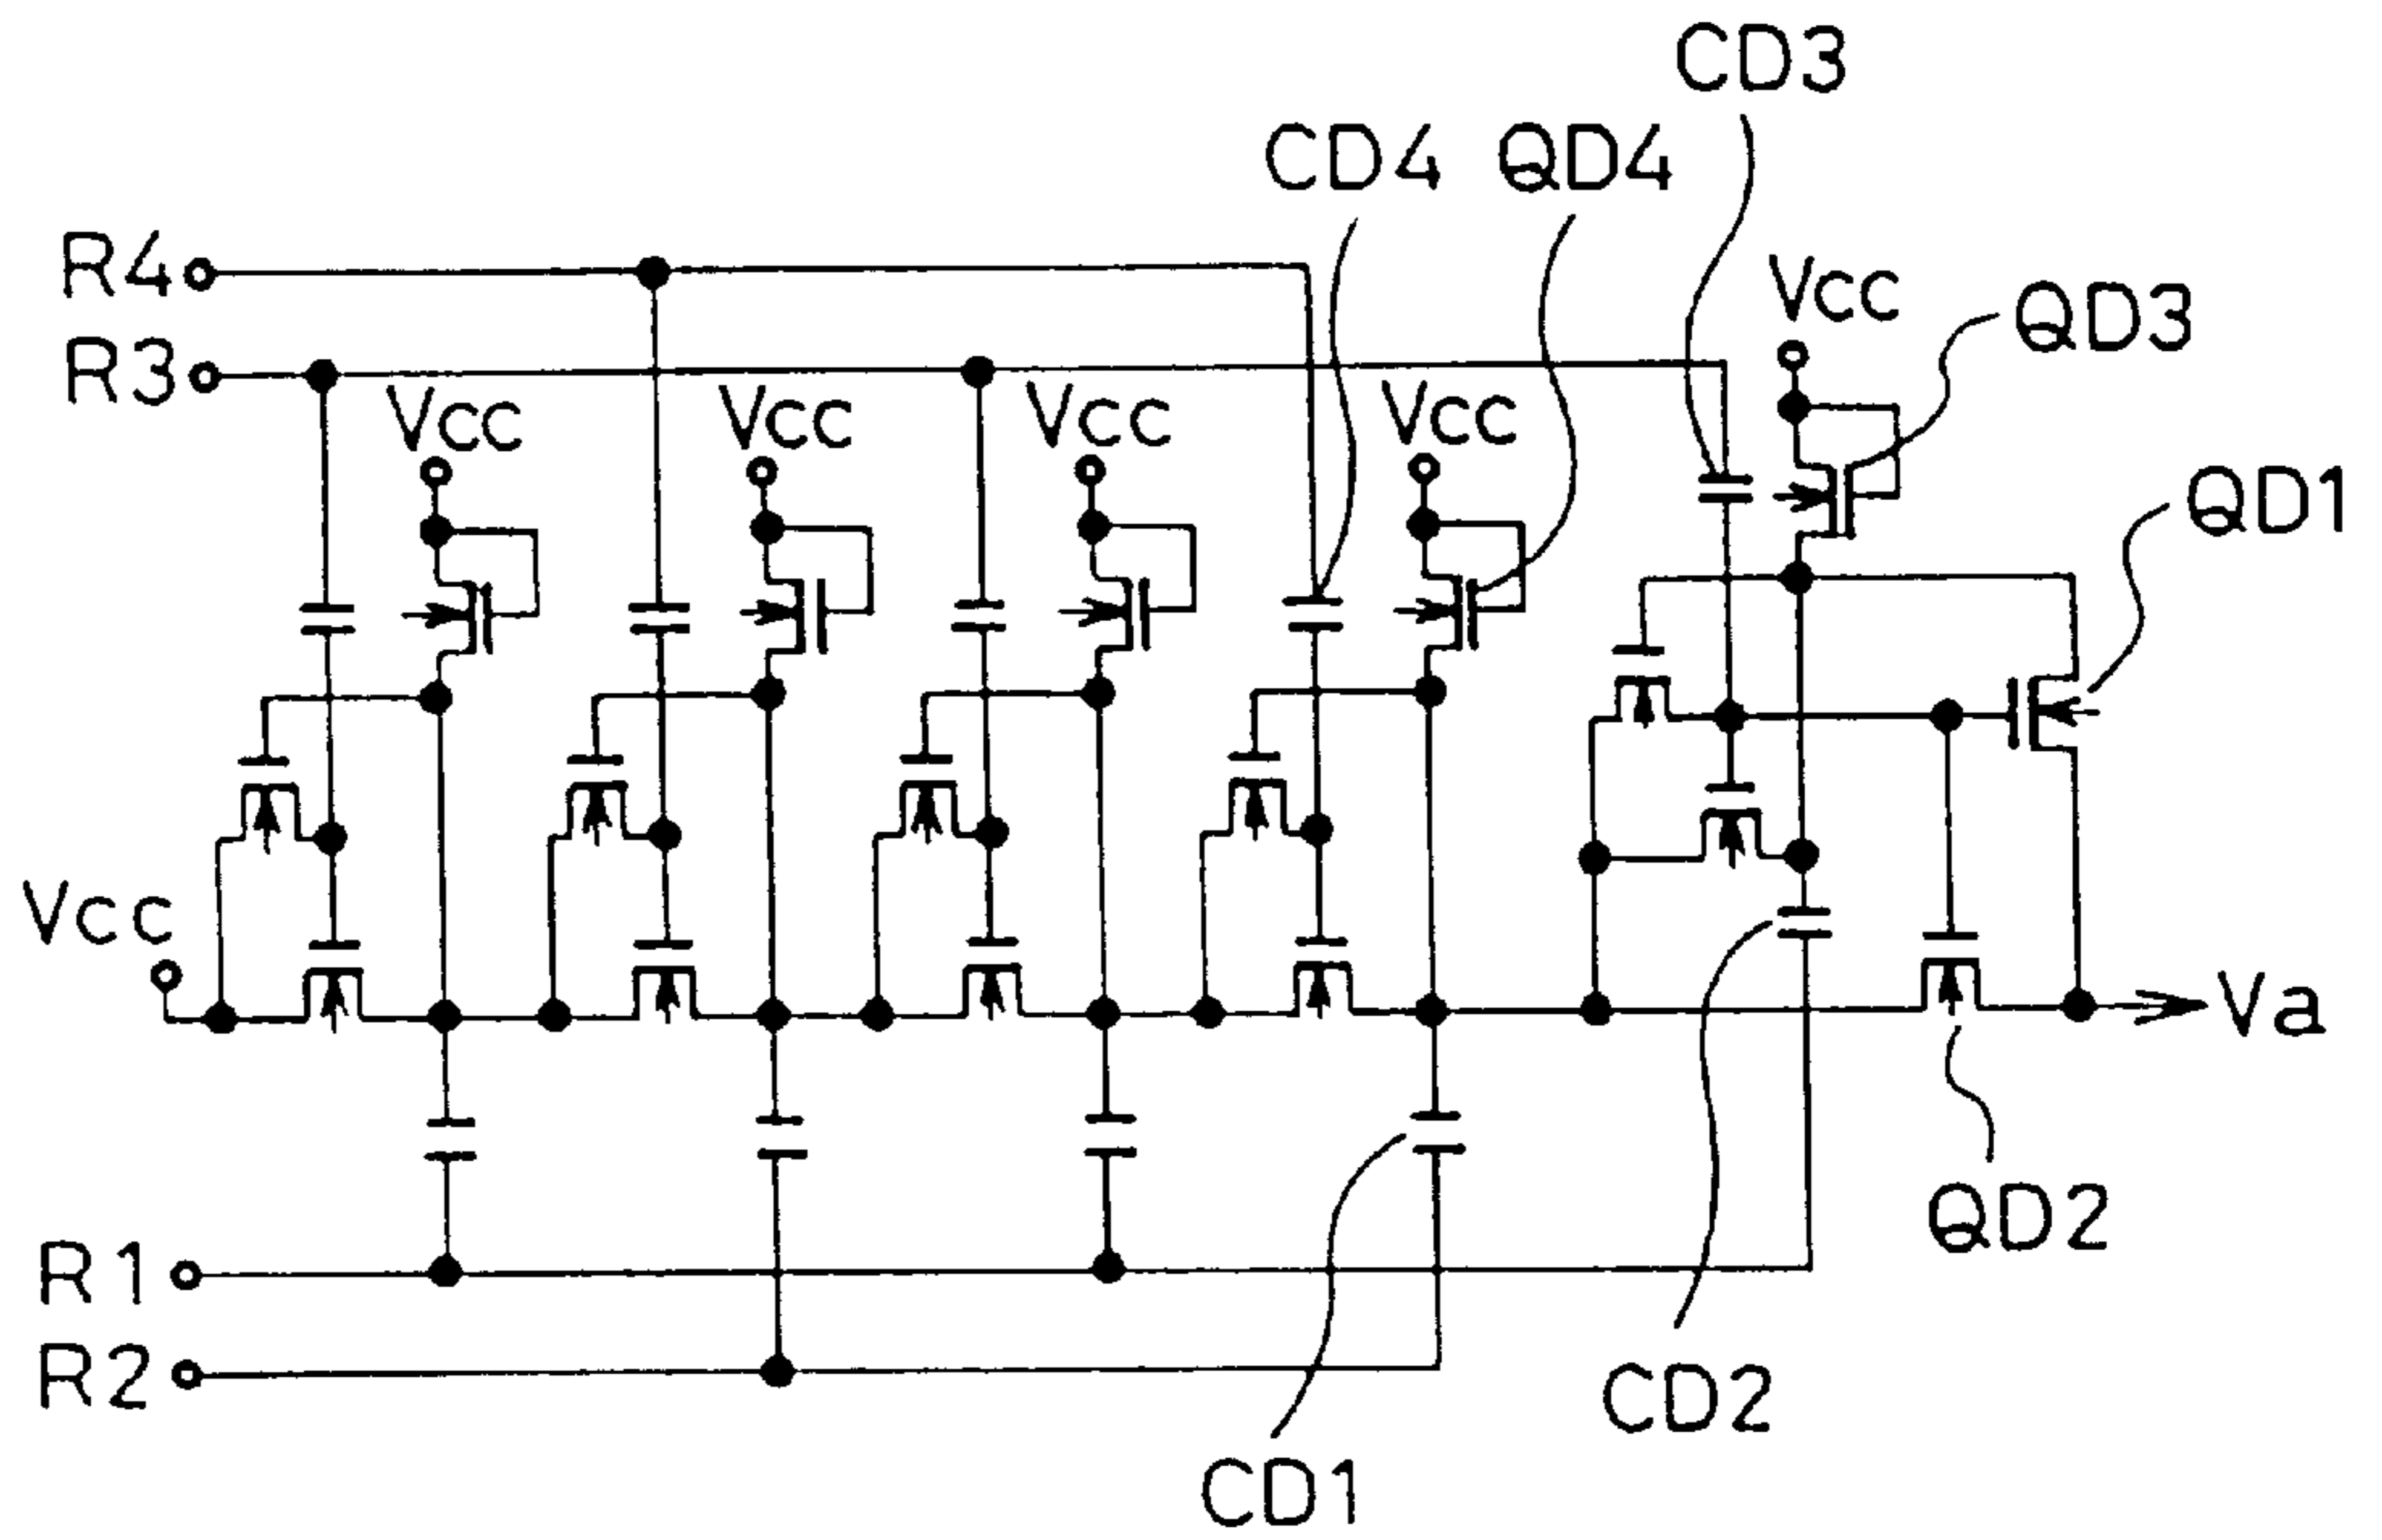 CD3
CD4 QD4
R4
Vcc QD3
R3
Vcc Vcc Vcc Vcc
QD1
Vcc
Va
QD2
R1
R2
CD2
CD1